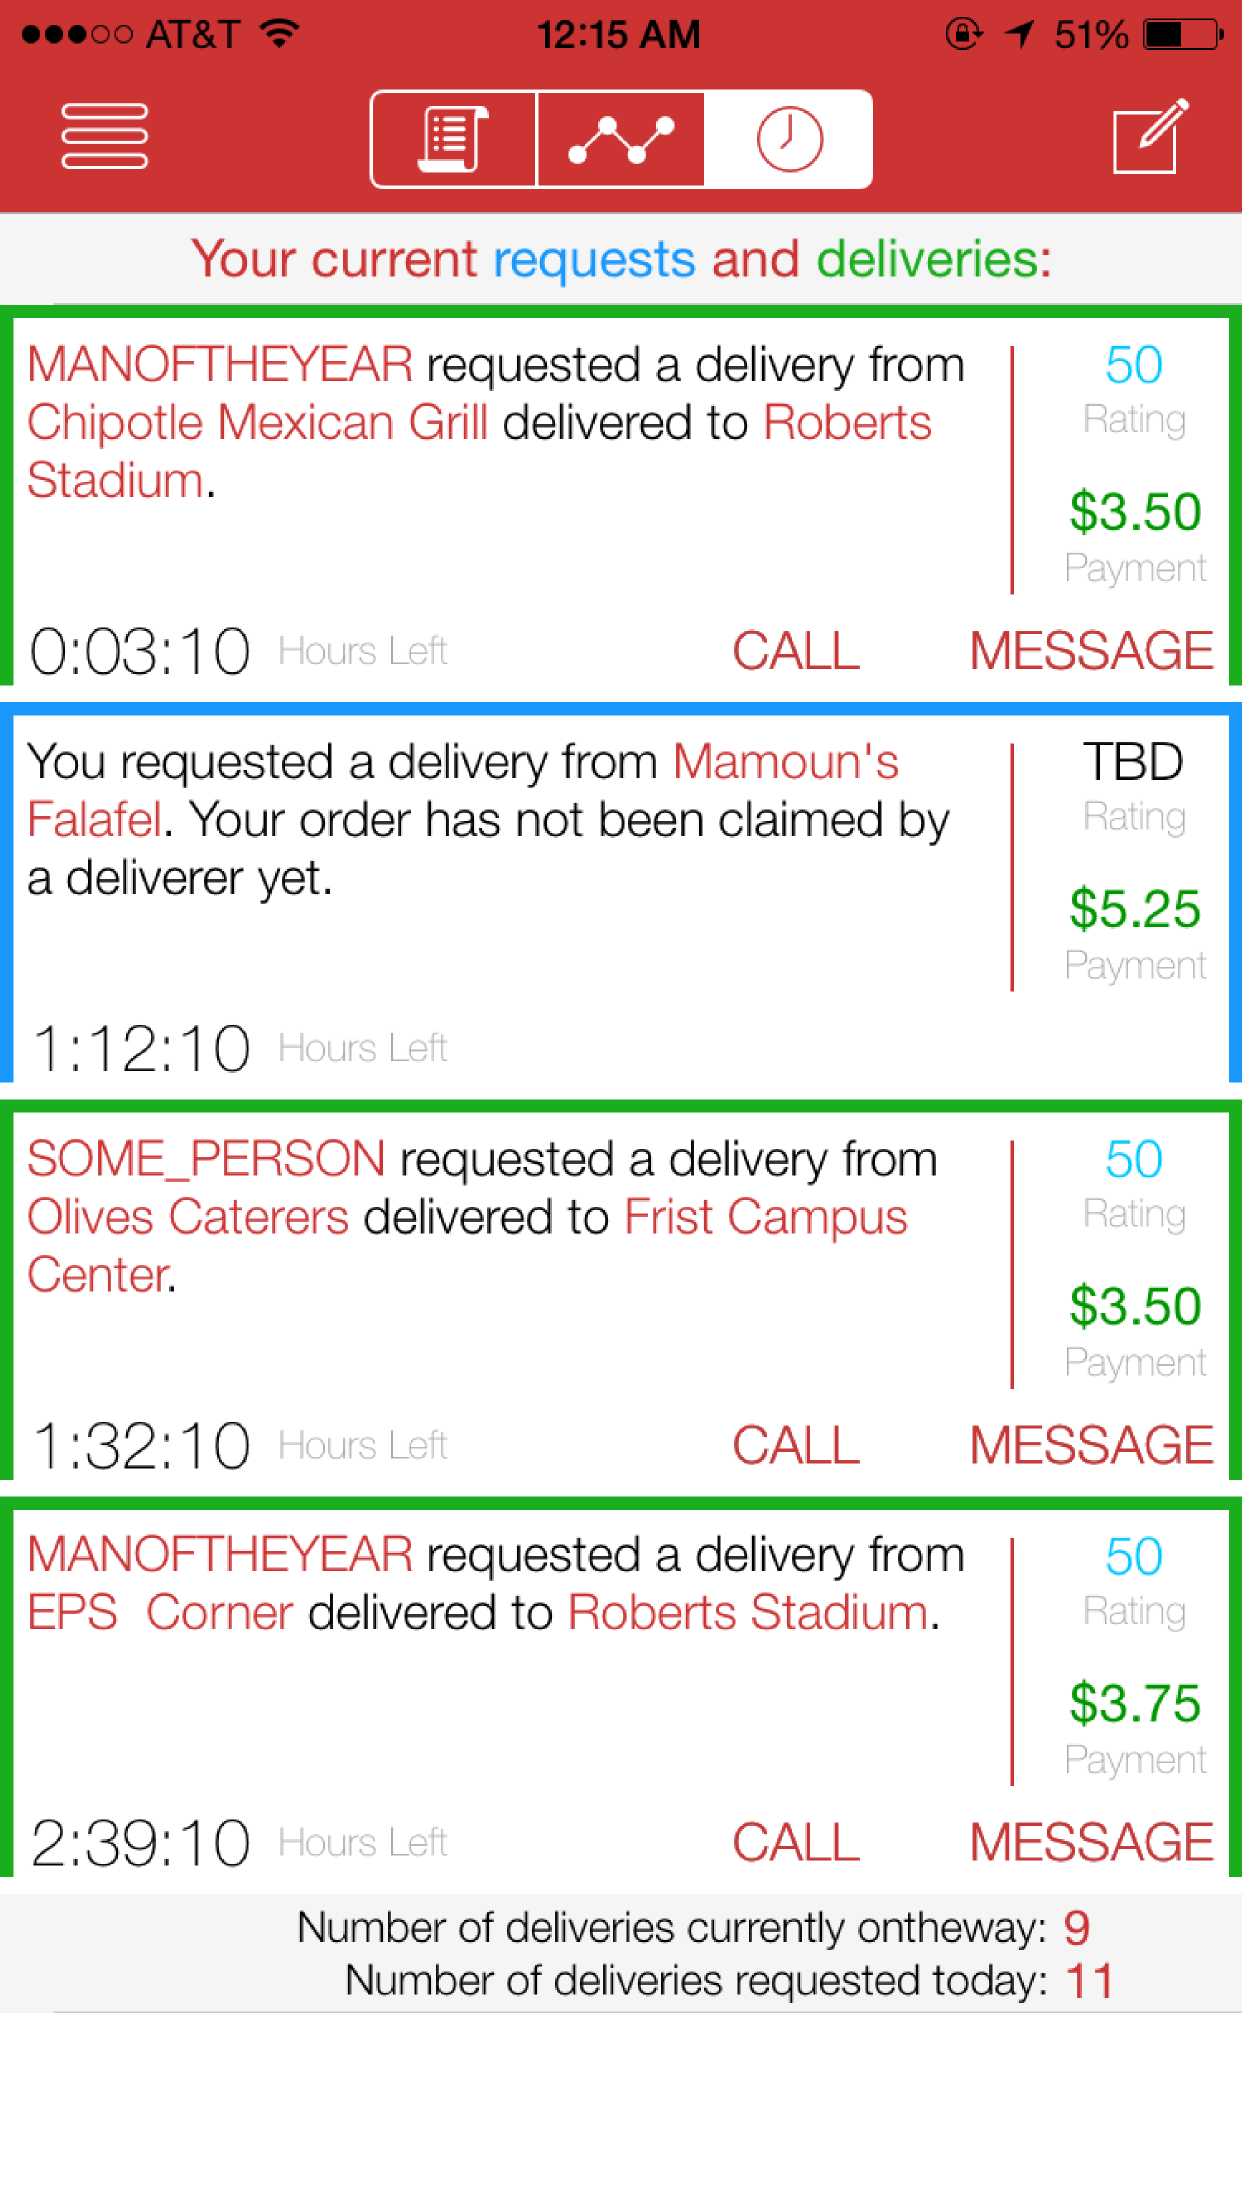 AT&T 12:15 AM 51%
Your current requests and deliveries:
MANOFTHEYEAR requested a delivery from
Chipotle Mexican Grill delivered to Roberts
Stadium.
50
Rating
$3.50
Payment
0:03:10 Hours Left CALL MESSAGE
You requested a delivery from Mamoun's
Falafel. Your order has not been claimed by
a deliverer yet.
TBD
Rating
$5.25
Payment
1:12:10 Hours Left
SOME_PERSON requested a delivery from
Olives Caterers delivered to Frist Campus
Center.
50
Rating
$3.50
Payment
1:32:10 Hours Left CALL MESSAGE
MANOFTHEYEAR requested a delivery from
EPS  Corner delivered to Roberts Stadium.
50
Rating
$3.75
Payment
2:39:10 Hours Left CALL MESSAGE
Number of deliveries currently ontheway: 9
Number of deliveries requested today: 11